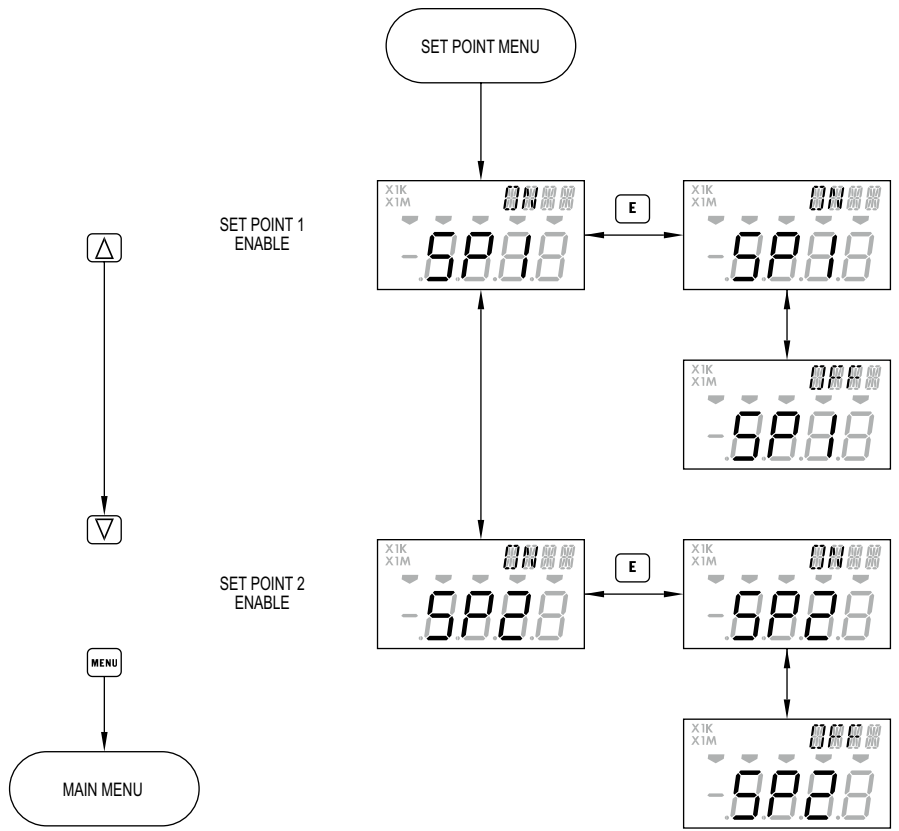 SET POINT MENU
SET POINT 1
ENABLE
X1K
X1M
ON
SP1
E
X1K
X1M
ON
SP1
X1K
X1M
OFF
SP1
SET POINT 2
ENABLE
X1K
X1M
ON
SP2
E
X1K
X1M
ON
SP2
MENU
X1K
X1M
OFF
SP2
MAIN MENU